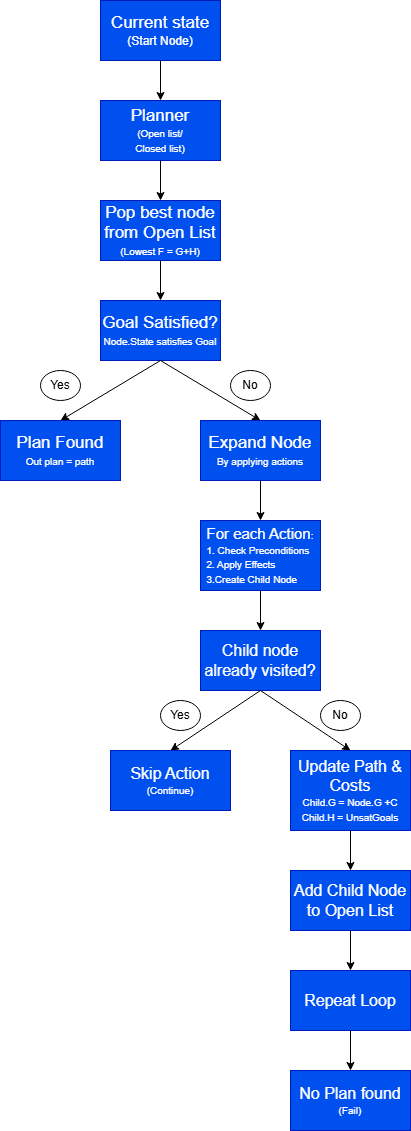 Current state
(Start Node)
Planner
(Open list/
Closed list)
Pop best node
from Open List
(Lowest F = G+H)
Goal Satisfied?
Node.State satisfies Goal
Yes
No
Plan Found
Out plan = path
Expand Node
By applying actions
For each Action:
1. Check Preconditions
2. Apply Effects
3.Create Child Node
Child node
already visited?
Yes
No
Skip Action
(Continue)
Update Path &
Costs
Child.G = Node.G +C
Child.H = UnsatGoals
Add Child Node
to Open List
Repeat Loop
No Plan found
(Fail)